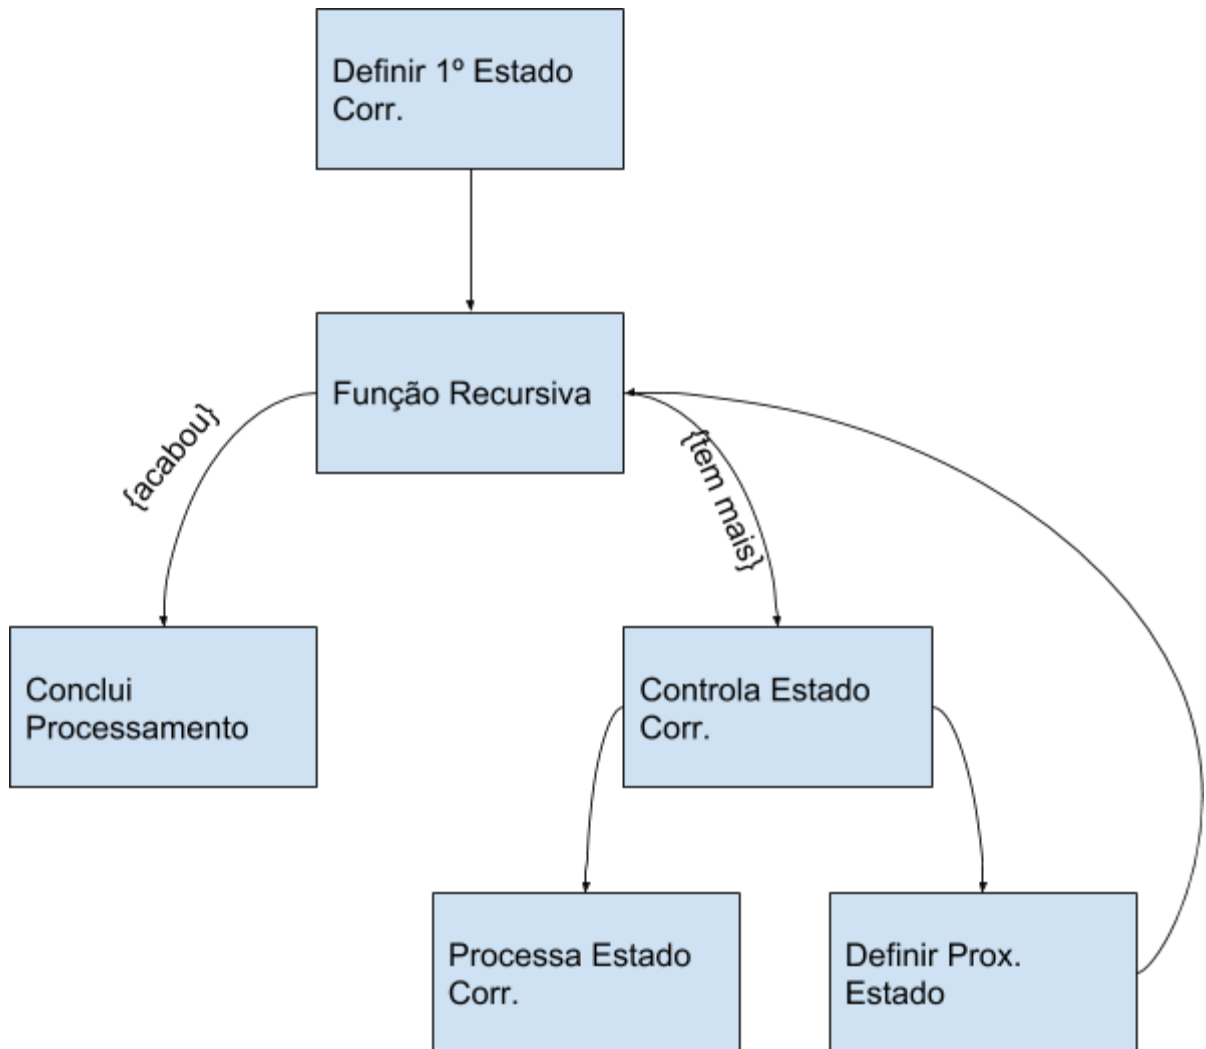 Definir 1º Estado
Corr.
Função Recursiva
{acabou}
{tem mais}
Conclui
Processamento
Controla Estado
Corr.
Processa Estado
Corr.
Definir Prox.
Estado